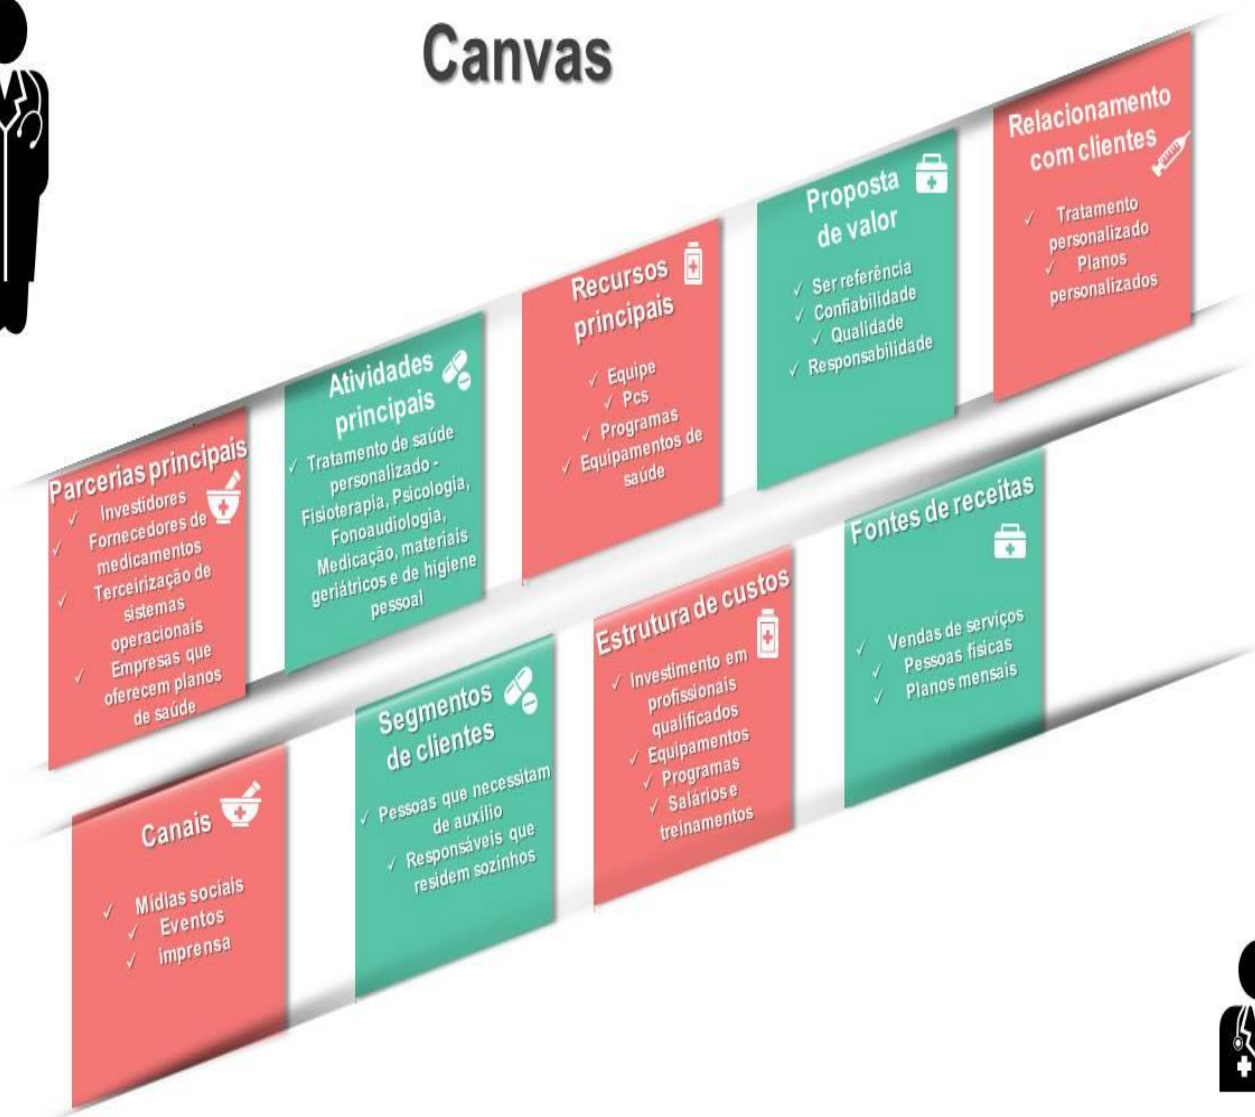 Canvas
Parcerias principais
✓ Investidores
✓ Fornecedores de
medicamentos
✓ Terceirização de
sistemas
operacionais
✓ Empresas que
oferecem planos
de saúde
Atividades
principais
✓ Tratamento de saúde
personalizado -
Fisioterapia, Psicologia,
Fonoaudiologia,
Medicação, materiais
geriátricos e de higiene
pessoal
Recursos
principais
✓ Equipe
✓ Pcs
✓ Programas
✓ Equipamentos de
saúde
Proposta
de valor
✓ Ser referência
✓ Confiabilidade
✓ Qualidade
✓ Responsabilidade
Relacionamento
com clientes
✓ Tratamento
personalizado
✓ Planos
personalizados
Canais
✓ Mídias sociais
✓ Eventos
✓ imprensa
Segmentos
de clientes
✓ Pessoas que necessitam
de auxilio
✓ Responsáveis que
residem sozinhos
Estrutura de custos
✓ Investimento em
profissionais
qualificados
✓ Equipamentos
✓ Programas
✓ Salários e
treinamentos
Fontes de receitas
✓ Vendas de serviços
✓ Pessoas físicas
✓ Planos mensais